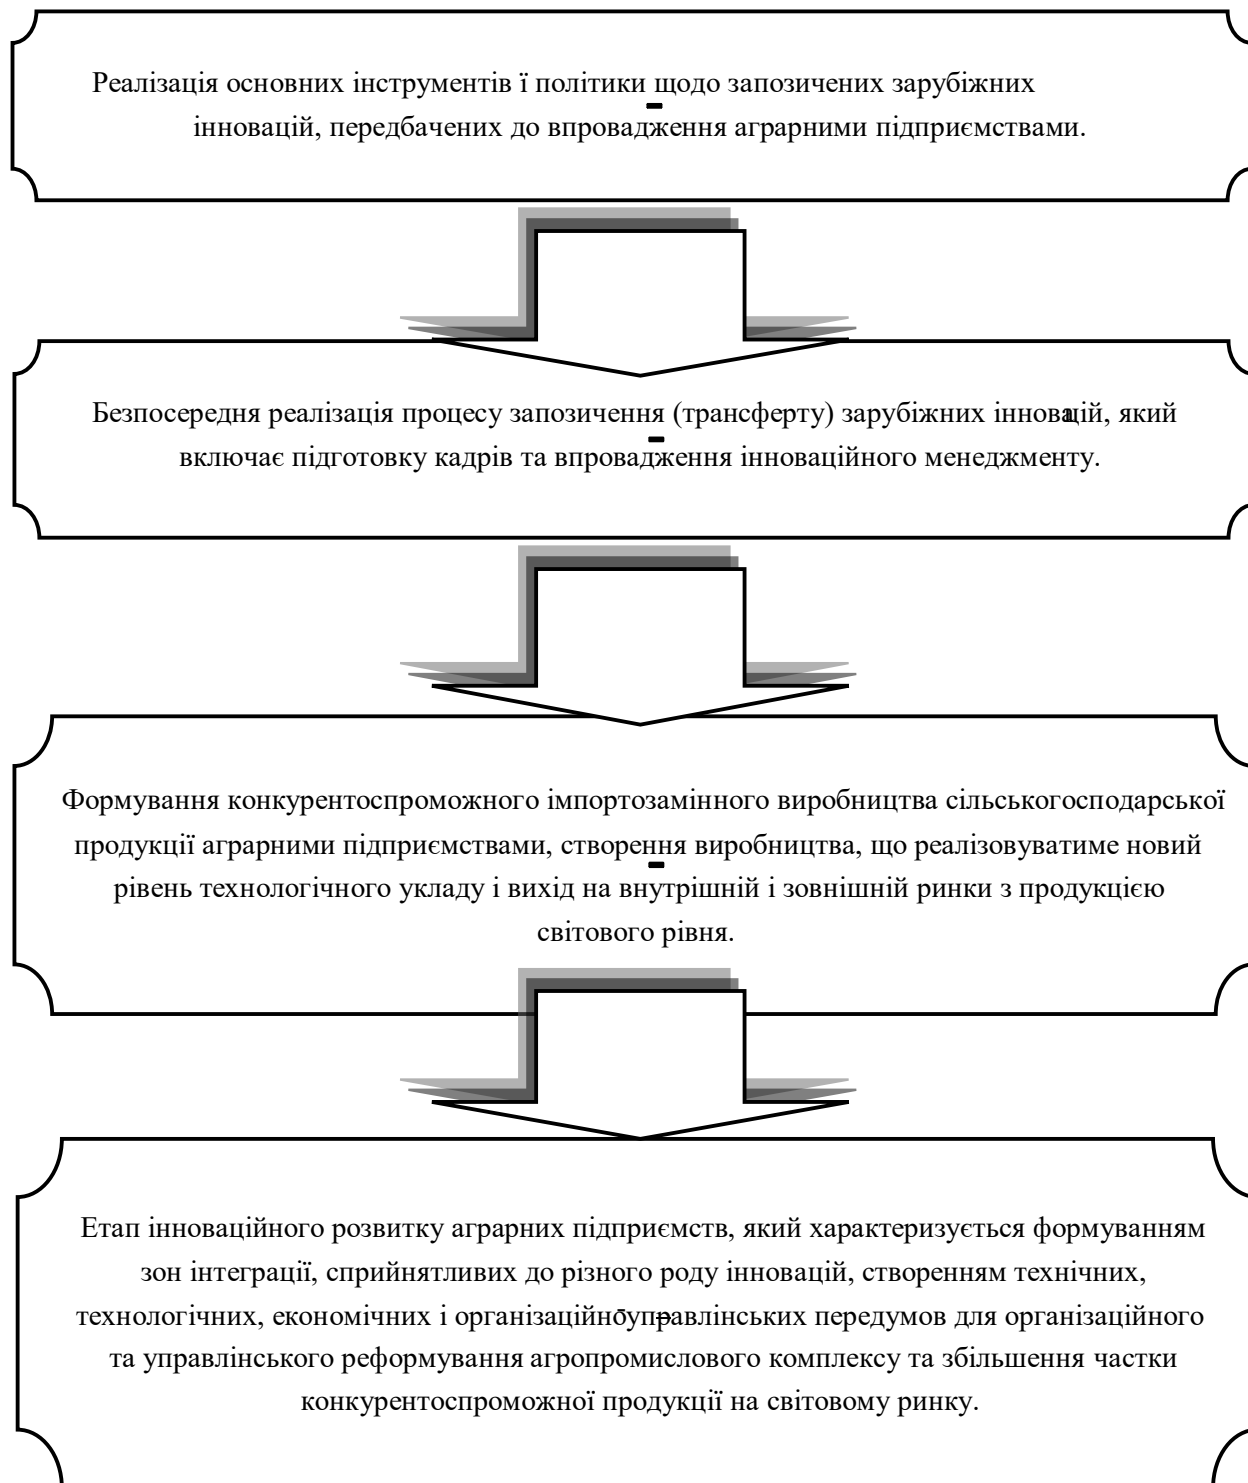 Реалізація основних інструментів ї політики щодо запозичених зарубіжних
інновацій, передбачених до впровадження аграрними підприємствами.
Безпосередня реалізація процесу запозичення (трансферту) зарубіжних інновацій, який
включає підготовку кадрів та впровадження інноваційного менеджменту.
Формування конкурентоспроможного імпортозамінного виробництва сільськогосподарської
продукції аграрними підприємствами, створення виробництва, що реалізовуватиме новий
рівень технологічного укладу і вихід на внутрішній і зовнішній ринки з продукцією
світового рівня.
Етап інноваційного розвитку аграрних підприємств, який характеризується формуванням
зон інтеграції, сприйнятливих до різного роду інновацій, створенням технічних,
технологічних, економічних і організаційно-управлінських передумов для організаційного
та управлінського реформування агропромислового комплексу та збільшення частки
конкурентоспроможної продукції на світовому ринку.